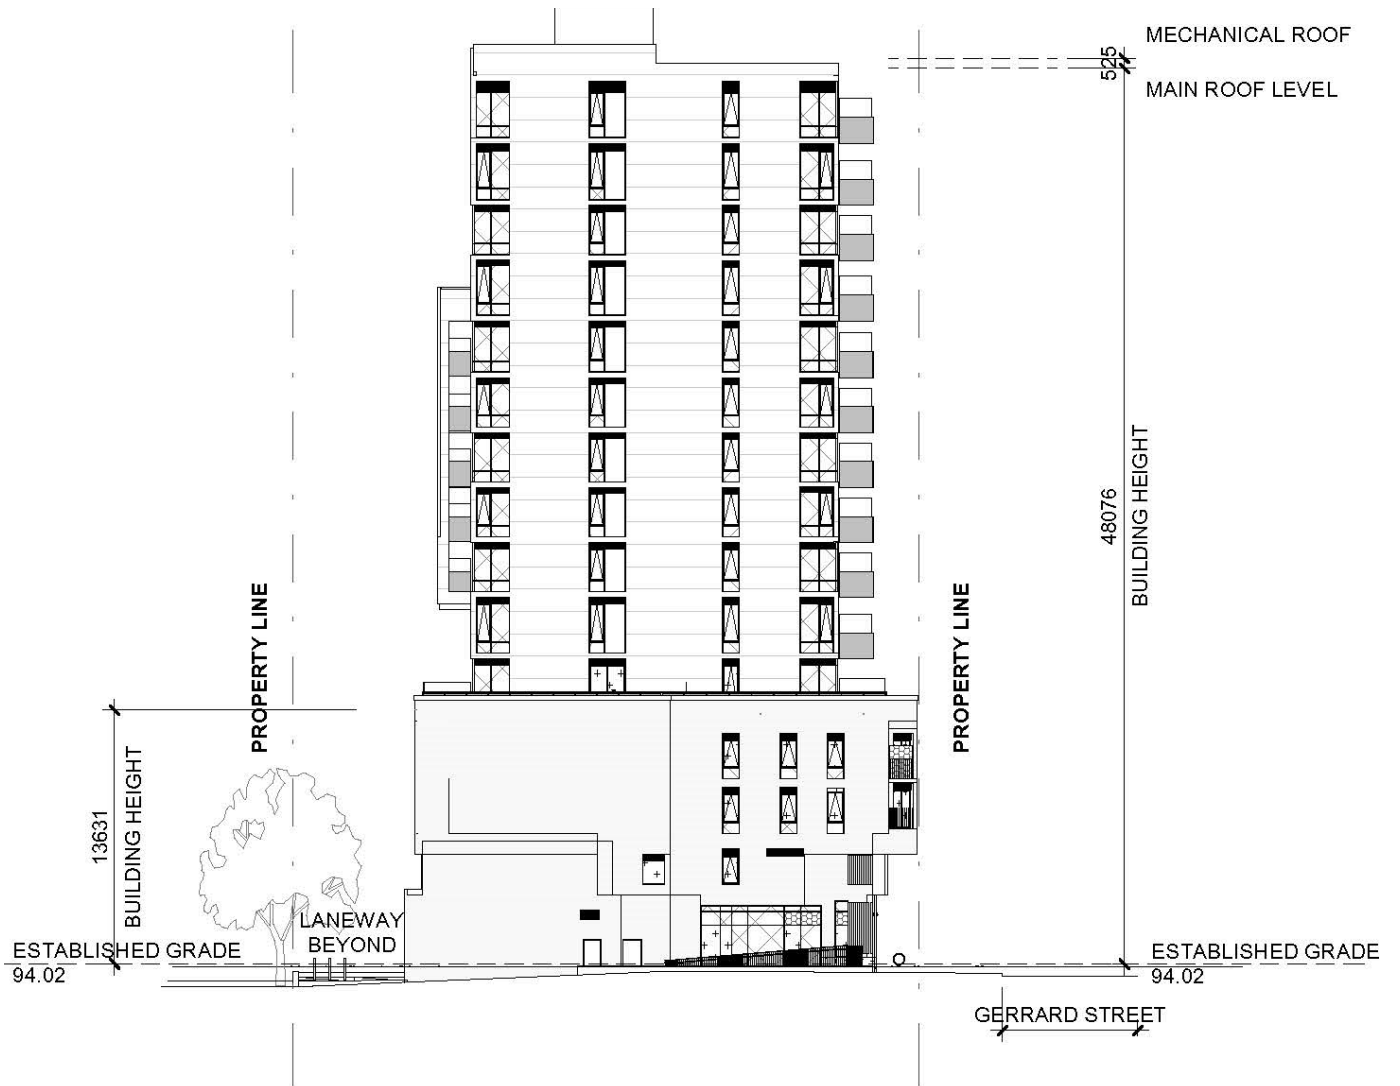 MECHANICAL ROOF
525
MAIN ROOF LEVEL
48076
BUILDING HEIGHT
PROPERTY LINE
PROPERTY LINE
13631
BUILDING HEIGHT
LANEWAY
BEYOND
ESTABLISHED GRADE
94.02
ESTABLISHED GRADE
94.02
GERRARD STREET